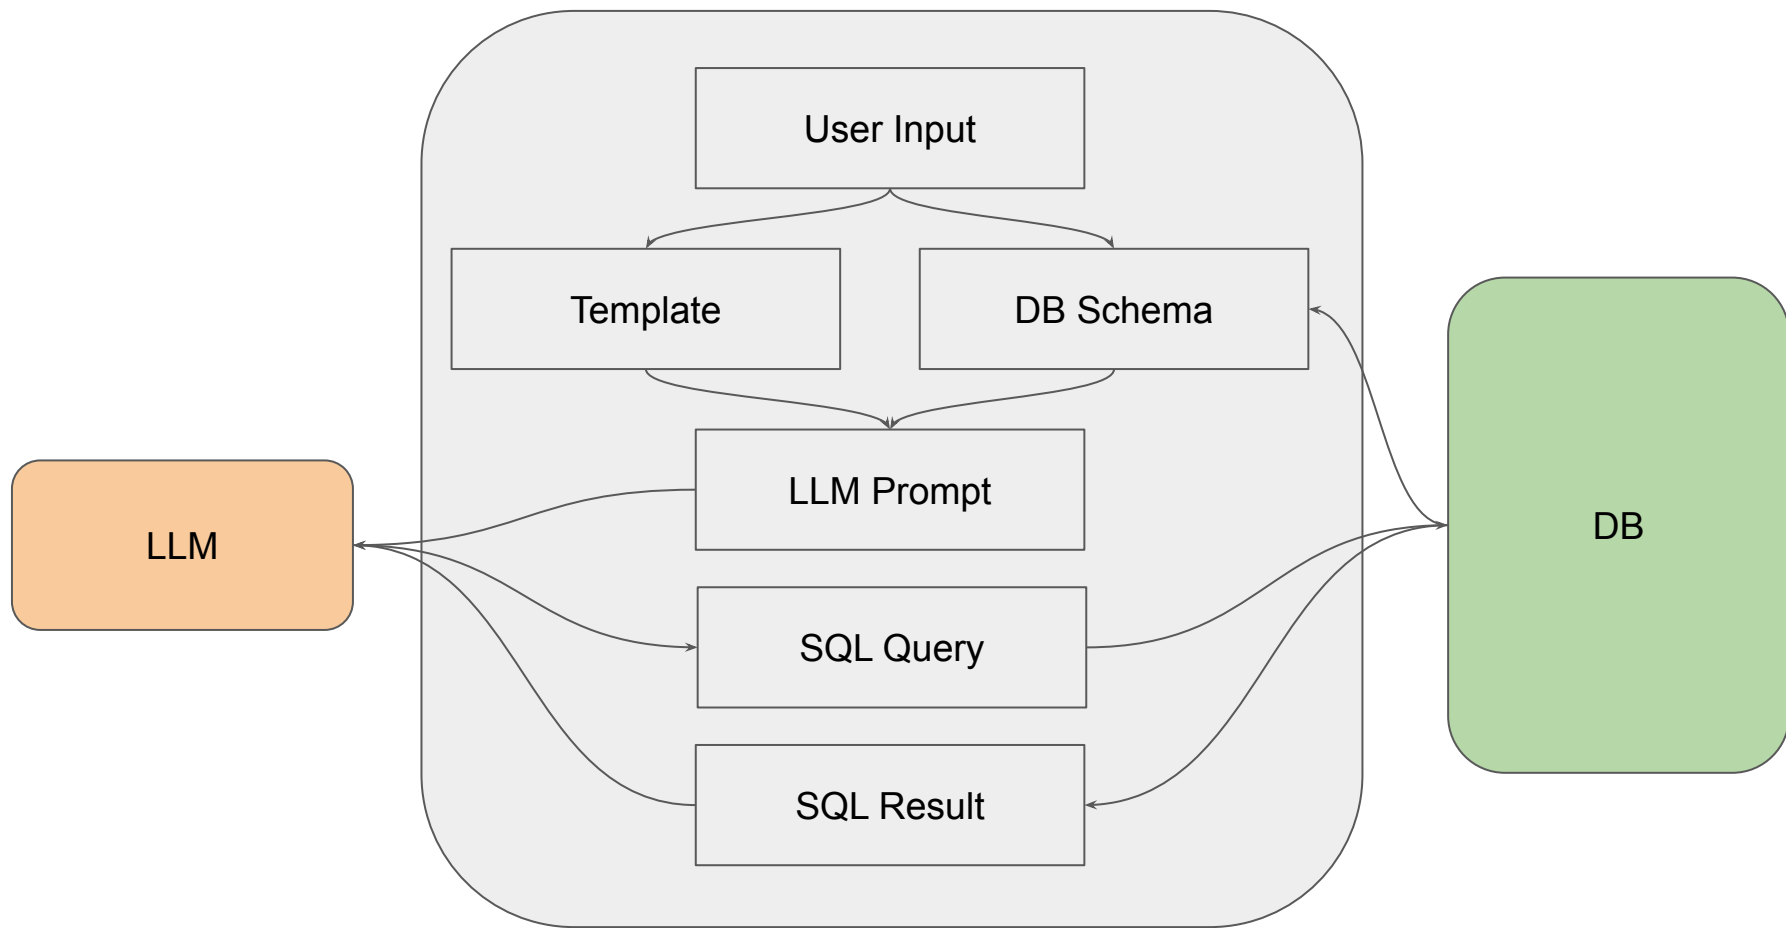 User Input
Template
DB Schema
LLM Prompt
LLM
DB
SQL Query
SQL Result